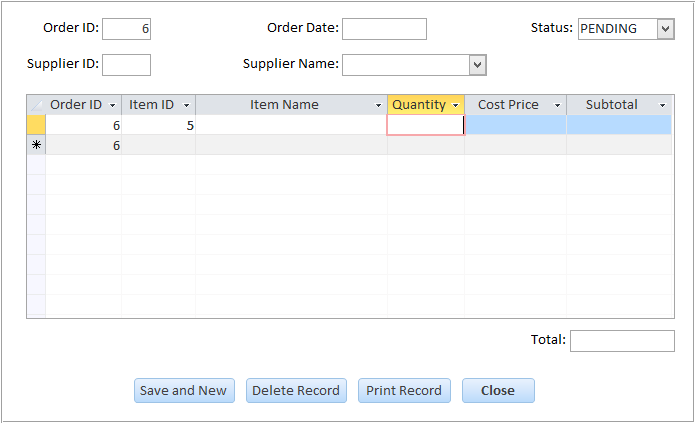 Order ID: 6 Order Date: Status: PENDING
Supplier ID: Supplier Name:
Order ID Item ID Item Name Quantity Cost Price Subtotal
6 5
* 6
Total:
Save and New Delete Record Print Record Close